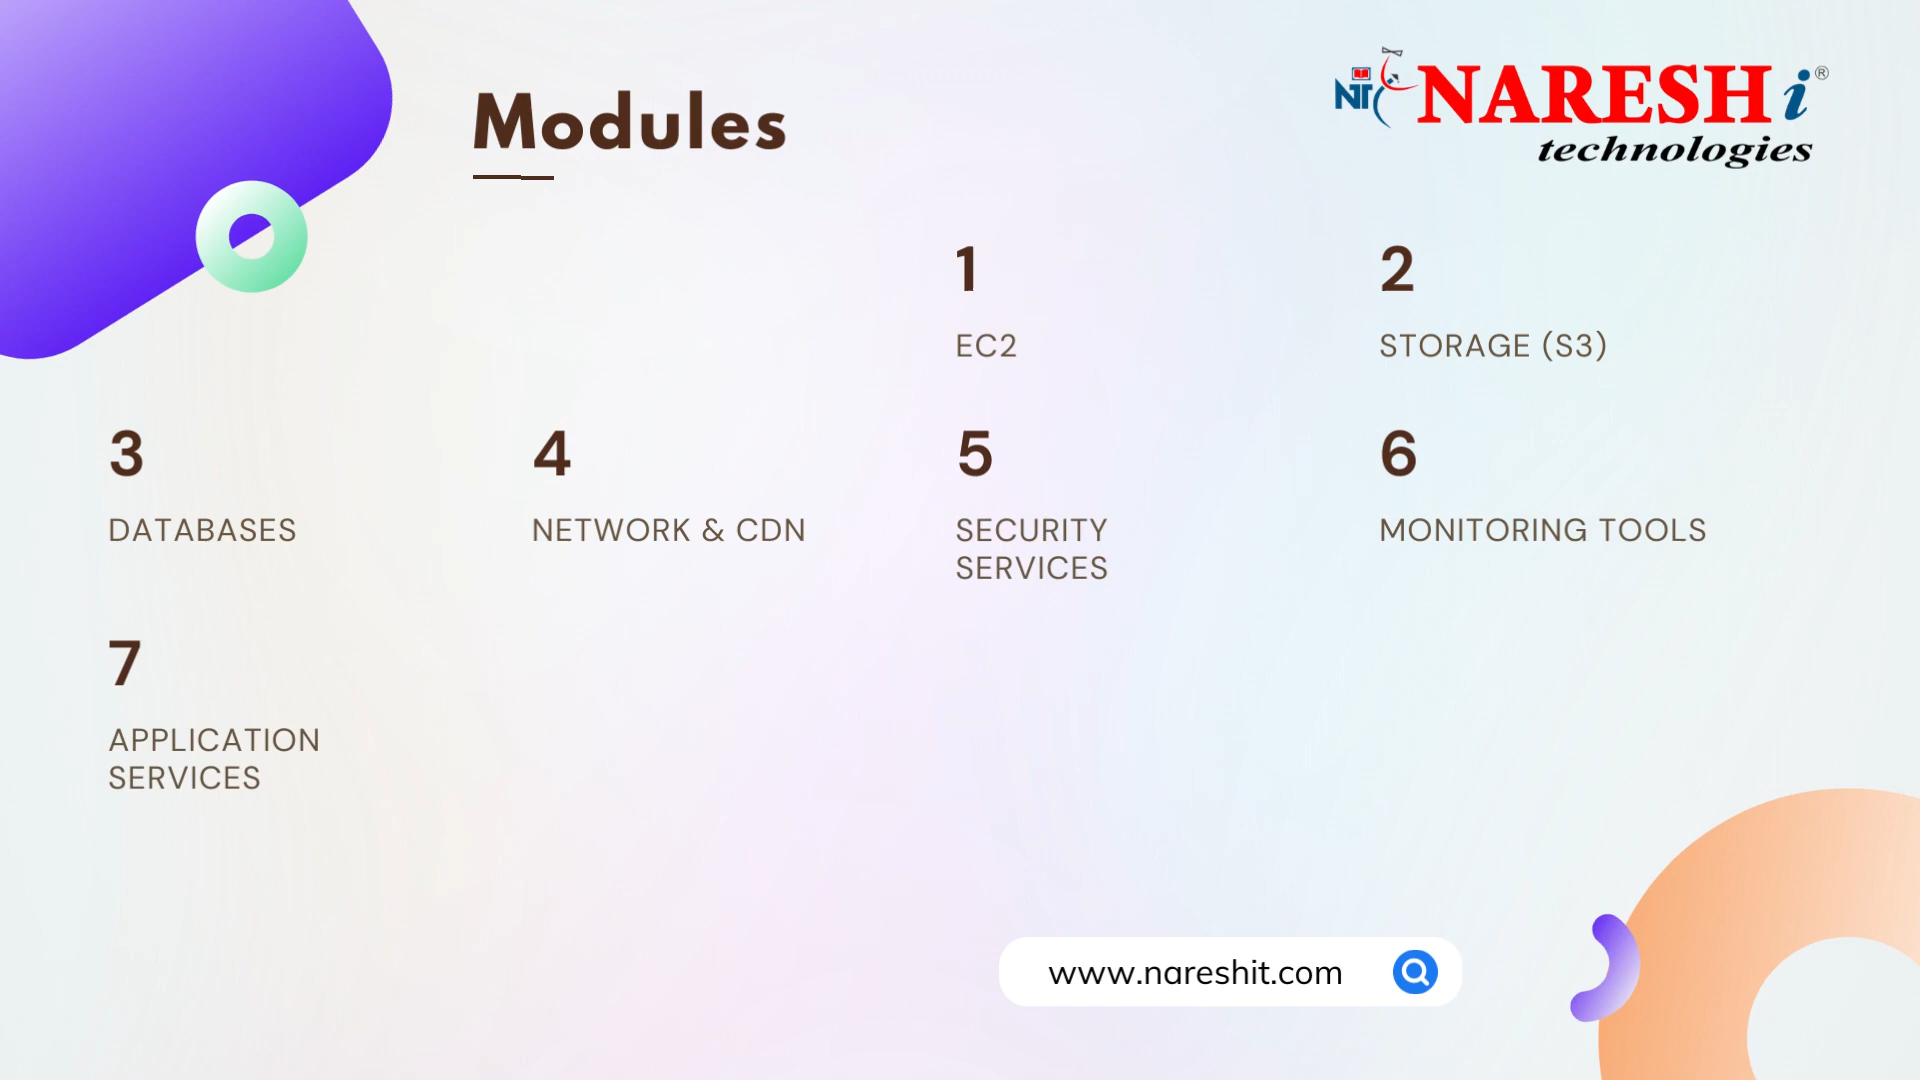 Modules
NT NARESH i ®
technologies
1
EC2
2
STORAGE (S3)
3
DATABASES
4
NETWORK & CDN
5
SECURITY
SERVICES
6
MONITORING TOOLS
7
APPLICATION
SERVICES
www.nareshit.com